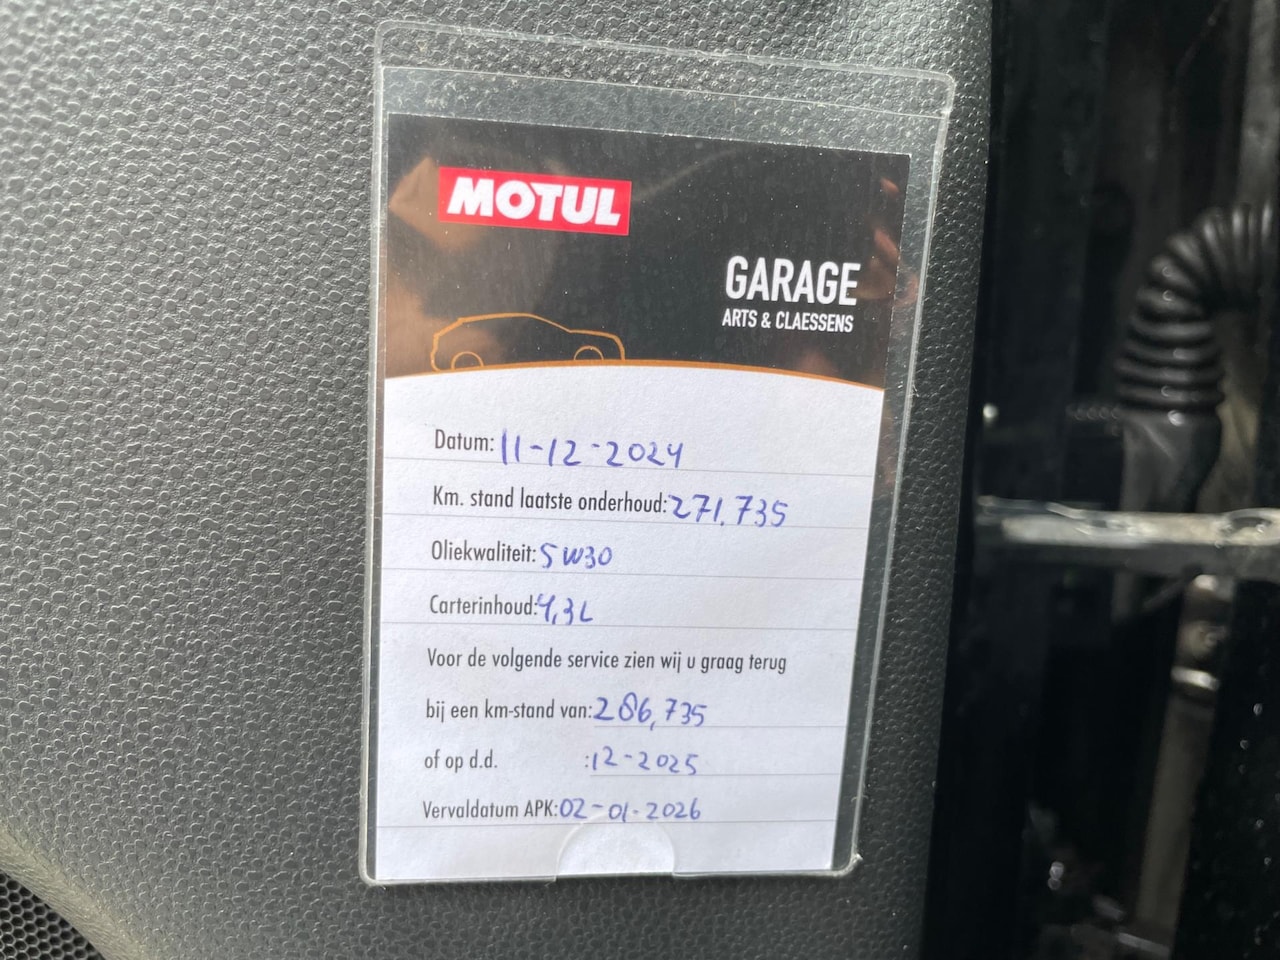 MOTUL
GARAGE
ARTS & CLAESSENS
Datum: 11-12-2024
Km. stand laatste onderhoud: 271.735
Oliekwaliteit: 5W30
Carterinhoud: 4,3L
Voor de volgende service zien wij u graag terug
bij een km-stand van: 286,735
of op d.d. : 12-2025
Vervaldatum APK: 02-01-2026